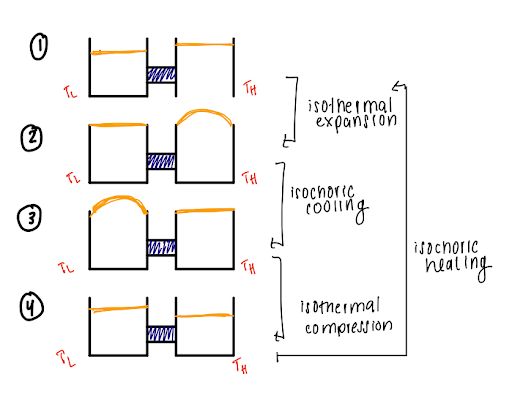 1
TL
TH
isothermal
expansion
2
TL
TH
isochoric
cooling
3
TL
TH
isochoric
heating
4
TL
TH
isothermal
compression